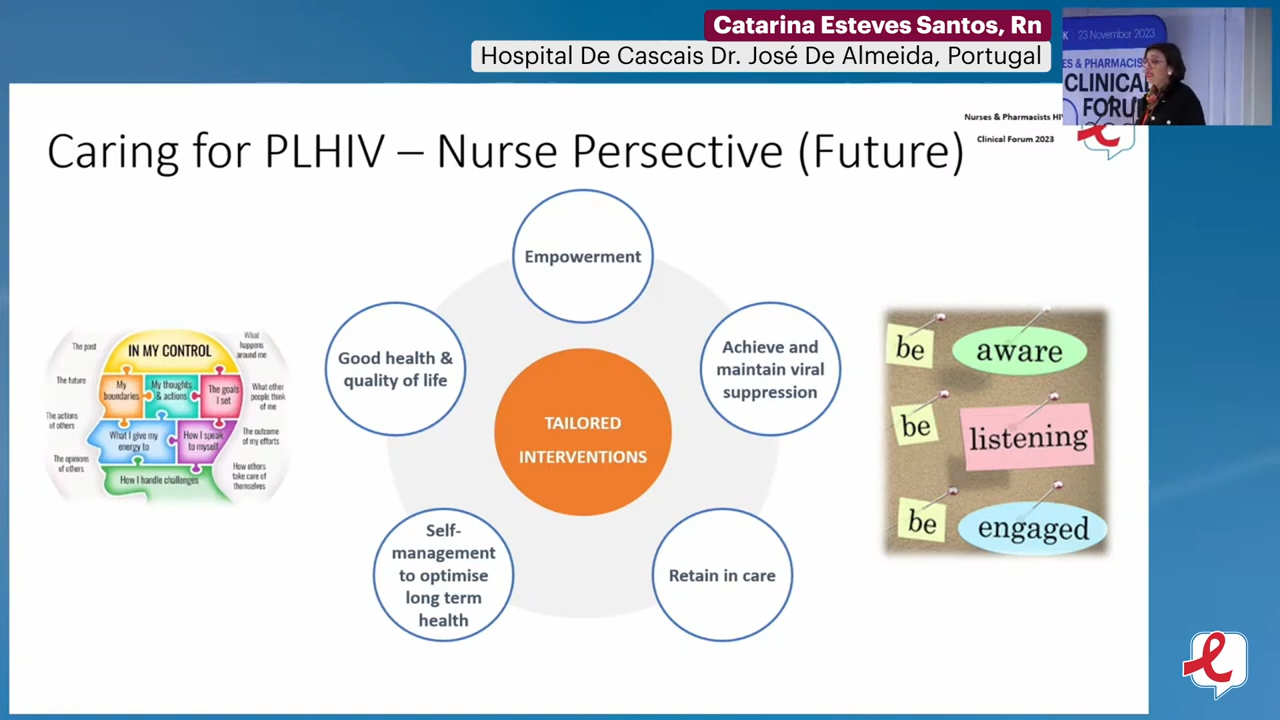 Catarina Esteves Santos, Rn
Hospital De Cascais Dr. José De Almeida, Portugal
23 November 2023
ES & PHARMACIS
CLINICA
FORU
Nurses & Pharmacists HI
Clinical Forum 2023
Caring for PLHIV – Nurse Persective (Future)
Empowerment
Good health &
quality of life
Achieve and
maintain viral
suppression
TAILORED
INTERVENTIONS
Self-
management
to optimise
long term
health
Retain in care
The past
The future
The actions
of others
The opinions
of others
IN MY CONTROL
My
boundaries
My thoughts
& actions
The goals
I set
What I give my
energy to
How I speak
to myself
How I handle challenges
What
happens
around me
What other
people think
of me
The outcome
of my efforts
How others
take care of
themselves
be aware
be listening
be engaged